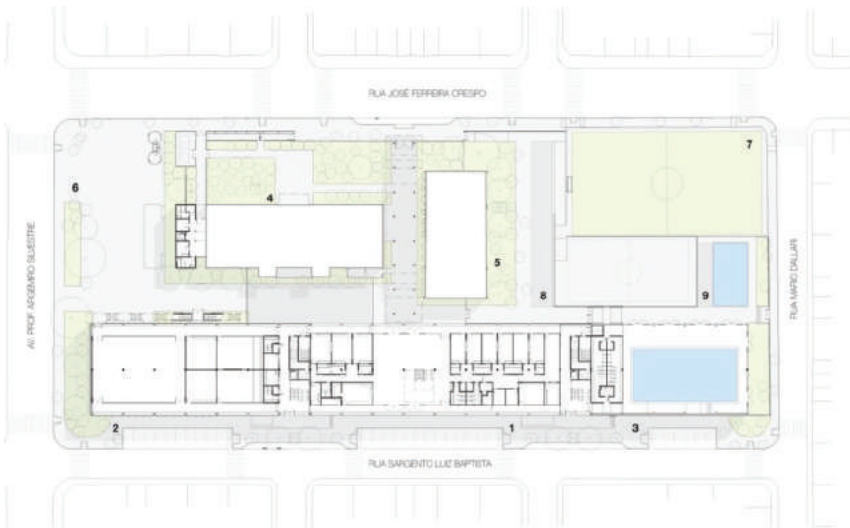 RUA JOSÉ FERREIRA CRESPO
7
6
4
AV. PROF. ARGEMIRO SILVESTRE
5
RUA MARIO DALLARI
8
9
2
1
3
RUA SARGENTO LUIZ BAPTISTA